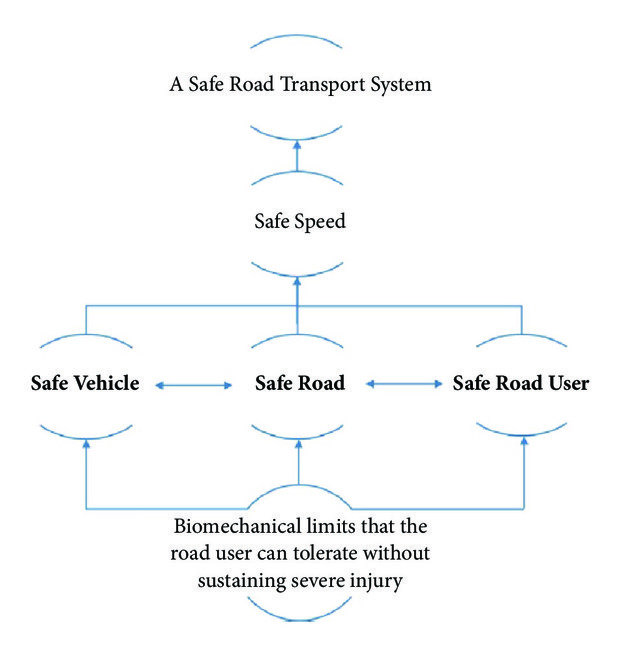 A Safe Road Transport System
Safe Speed
Safe Vehicle
Safe Road
Safe Road User
Biomechanical limits that the
road user can tolerate without
sustaining severe injury